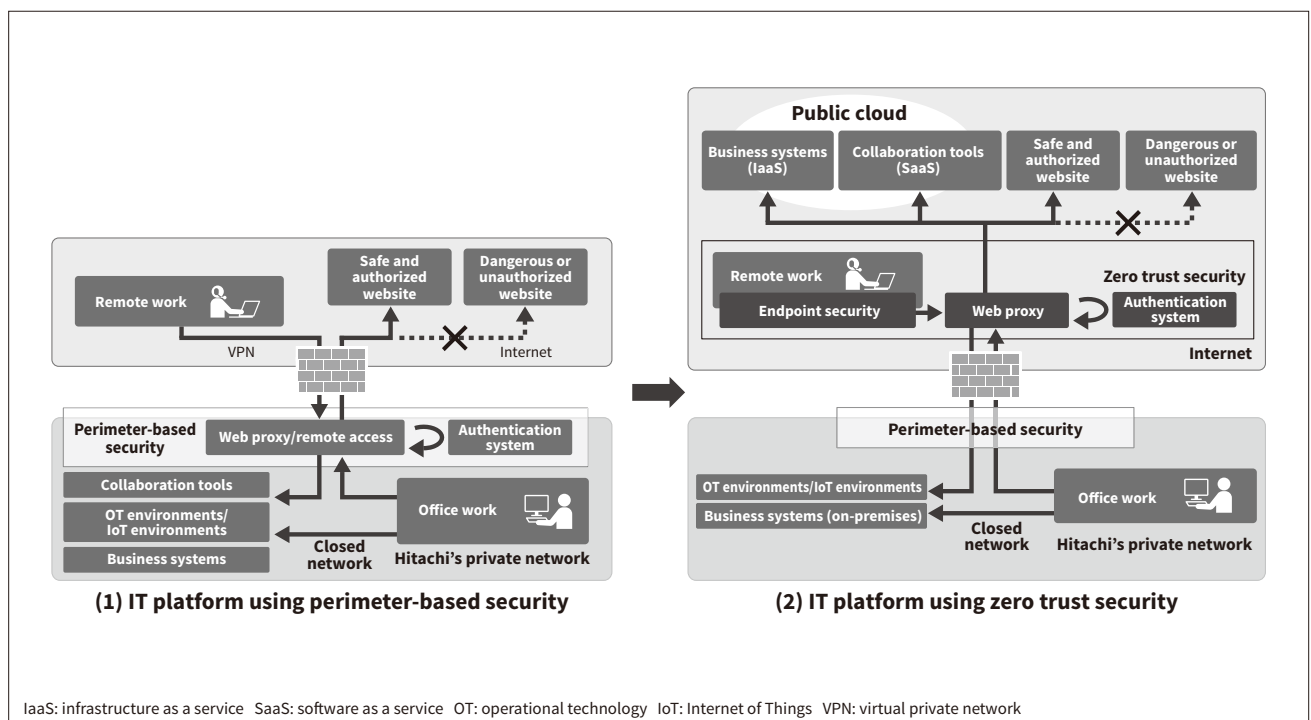 Remote work
Safe and
authorized
website
Dangerous or
unauthorized
website
VPN
Internet
Perimeter-based
security
Web proxy/remote access
Authentication
system
Collaboration tools
OT environments/
IoT environments
Business systems
Office work
Closed
network
Hitachi’s private network
(1) IT platform using perimeter-based security
Public cloud
Business systems
(IaaS)
Collaboration tools
(SaaS)
Safe and
authorized
website
Dangerous or
unauthorized
website
Remote work
Endpoint security
Web proxy
Zero trust security
Authentication
system
Internet
Perimeter-based security
OT environments/IoT environments
Business systems (on-premises)
Office work
Closed
network
Hitachi’s private network
(2) IT platform using zero trust security
IaaS: infrastructure as a service SaaS: software as a service OT: operational technology IoT: Internet of Things VPN: virtual private network